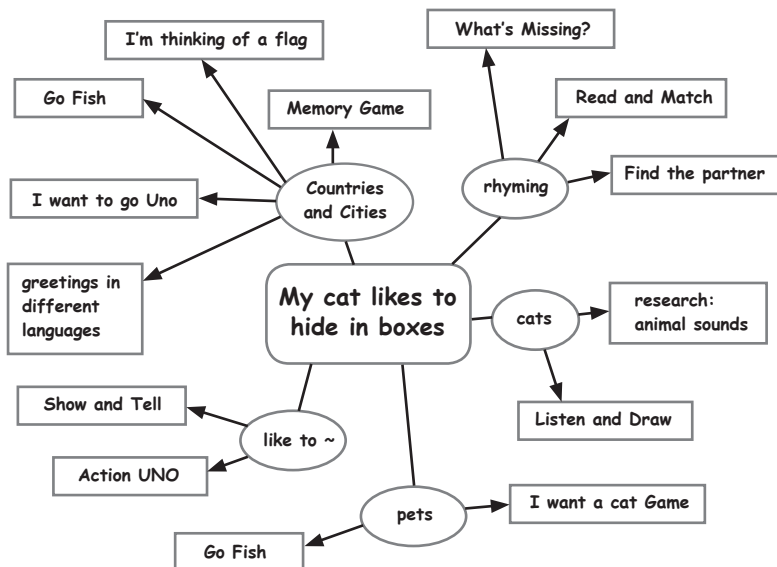 What's Missing?
I'm thinking of a flag
Go Fish
Memory Game
Read and Match
Countries
and Cities
rhyming
Find the partner
I want to go Uno
greetings in
different
languages
My cat likes to
hide in boxes
cats
research:
animal sounds
Show and Tell
like to ~
Listen and Draw
Action UNO
pets
I want a cat Game
Go Fish